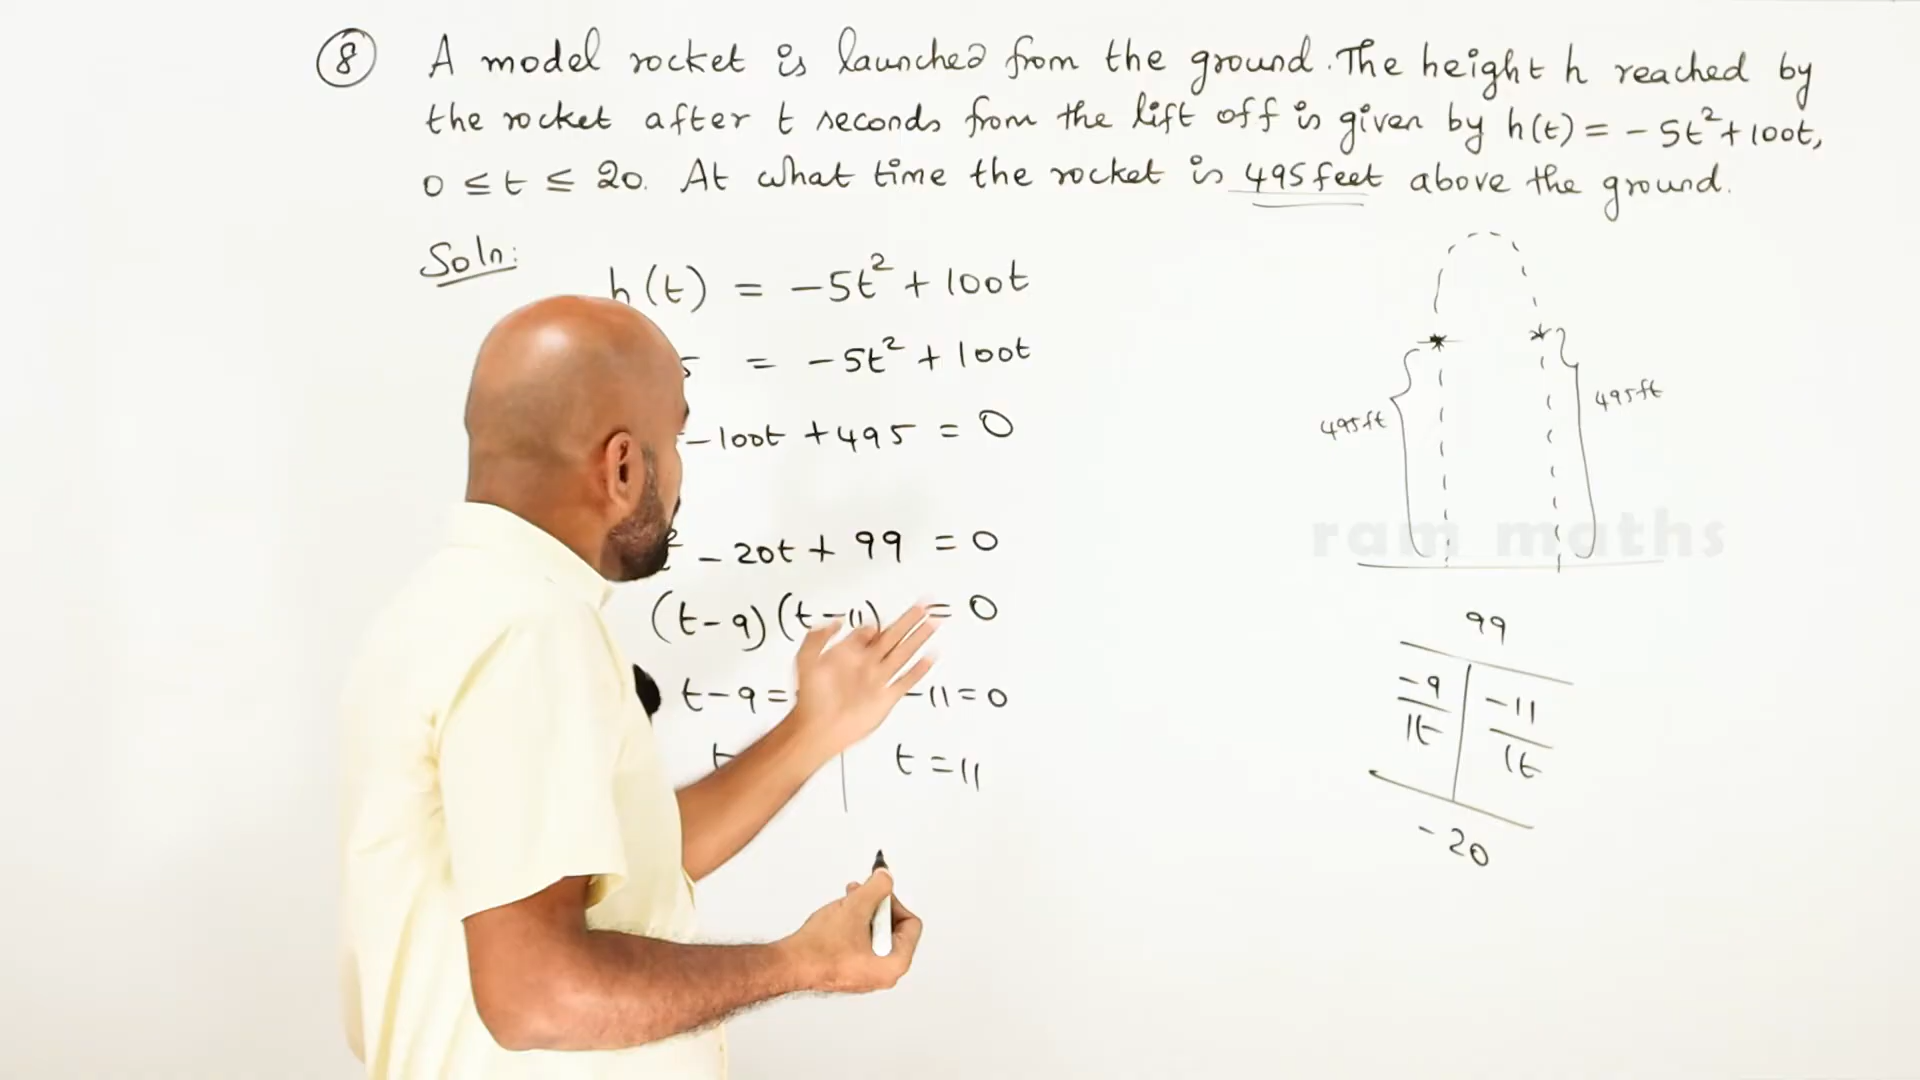 8 A model rocket is launched from the ground. The height h reached by
the rocket after t seconds from the lift off is given by h(t) = -5t²+100t,
0 ≤ t ≤ 20. At what time the rocket is 495 feet above the ground.
Soln:
h(t) = -5t² + 100t
5 = -5t² + 100t
-100t + 495 = 0
- 20t + 99 = 0
(t-9)(t-11) = 0
t-9= -11=0
t = 11
495ft
495ft
ram maths
99
-9/1t -11/1t
-20